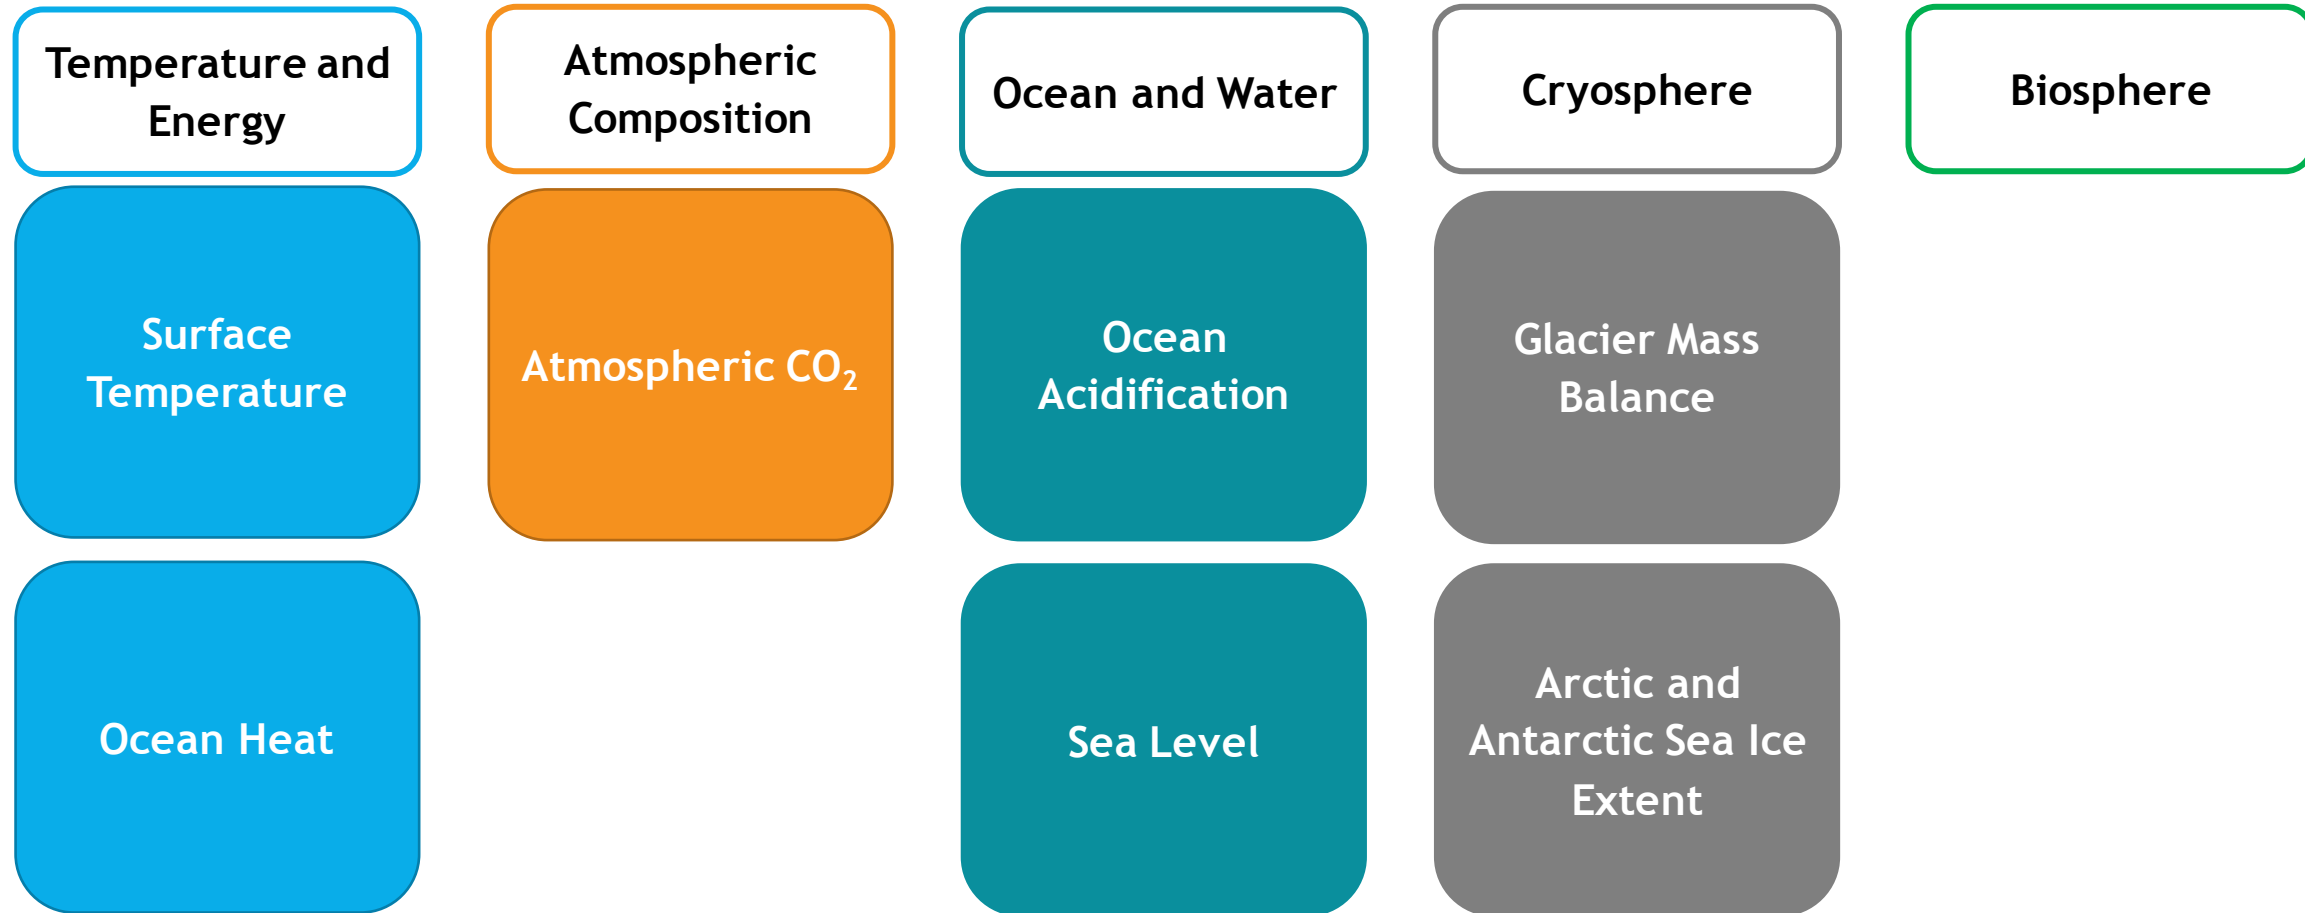 Temperature and
Energy
Atmospheric
Composition
Ocean and Water
Cryosphere
Biosphere
Surface
Temperature
Atmospheric CO₂
Ocean
Acidification
Glacier Mass
Balance
Ocean Heat
Sea Level
Arctic and
Antarctic Sea Ice
Extent